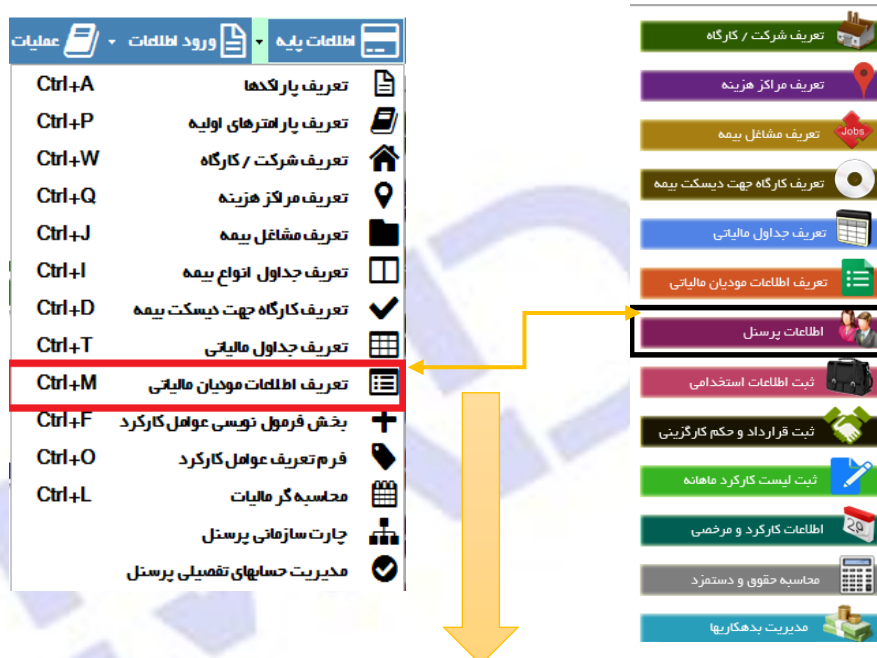 اطلاعات پایه
ورود اطلاعات
عملیات
تعریف پارکدها Ctrl+A
تعریف پارامترهای اولیه Ctrl+P
تعریف شرکت / کارگاه Ctrl+W
تعریف مراکز هزینه Ctrl+Q
تعریف مشاغل بیمه Ctrl+J
تعریف جداول انواع بیمه Ctrl+I
تعریف کارگاه جهت دیسکت بیمه Ctrl+D
تعریف جداول مالیاتی Ctrl+T
تعریف اطلاعات مودیان مالیاتی Ctrl+M
بخش فرمول نویسی عوامل کارکرد Ctrl+F
فرم تعریف عوامل کارکرد Ctrl+O
محاسبه گر مالیات Ctrl+L
چارت سازمانی پرسنل
مدیریت حسابهای تفصیلی پرسنل
تعریف شرکت / کارگاه
تعریف مراکز هزینه
تعریف مشاغل بیمه
Jobs
تعریف کارگاه جهت دیسکت بیمه
تعریف جداول مالیاتی
تعریف اطلاعات مودیان مالیاتی
اطلاعات پرسنل
ثبت اطلاعات استخدامی
ثبت قرارداد و حکم کارگزینی
ثبت لیست کارکرد ماهانه
اطلاعات کارکرد و مرخصی
محاسبه حقوق و دستمزد
مدیریت بدهکاریها